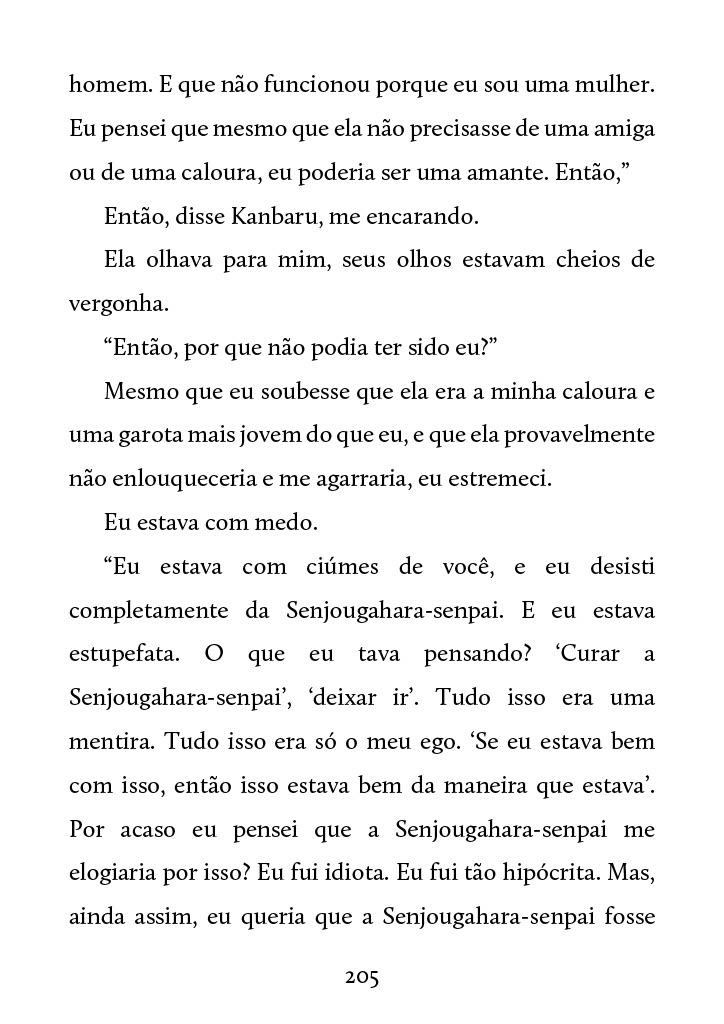 homem. E que não funcionou porque eu sou uma mulher.
Eu pensei que mesmo que ela não precisasse de uma amiga
ou de uma caloura, eu poderia ser uma amante. Então,”
Então, disse Kanbaru, me encarando.
Ela olhava para mim, seus olhos estavam cheios de
vergonha.
“Então, por que não podia ter sido eu?”
Mesmo que eu soubesse que ela era a minha caloura e
uma garota mais jovem do que eu, e que ela provavelmente
não enlouqueceria e me agarraria, eu estremeci.
Eu estava com medo.
“Eu estava com ciúmes de você, e eu desisti
completamente da Senjougahara-senpai. E eu estava
estupefata. O que eu tava pensando? ‘Curar a
Senjougahara-senpai’, ‘deixar ir’. Tudo isso era uma
mentira. Tudo isso era só o meu ego. ‘Se eu estava bem
com isso, então isso estava bem da maneira que estava’.
Por acaso eu pensei que a Senjougahara-senpai me
elogiaria por isso? Eu fui idiota. Eu fui tão hipócrita. Mas,
ainda assim, eu queria que a Senjougahara-senpai fosse
205